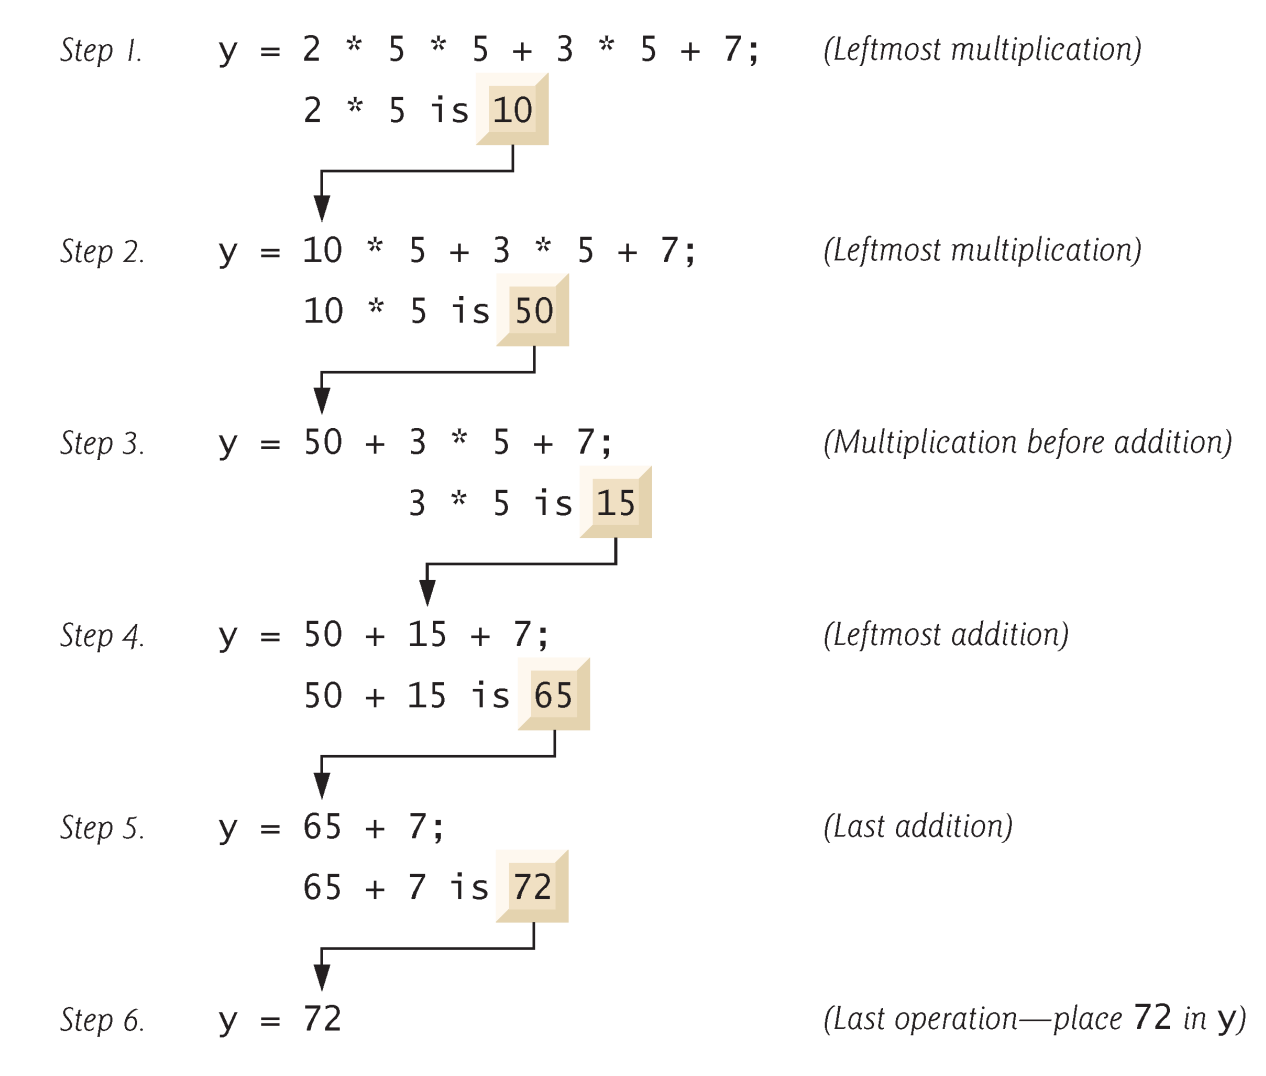 Step 1. y = 2 * 5 * 5 + 3 * 5 + 7; (Leftmost multiplication)
2 * 5 is 10
Step 2. y = 10 * 5 + 3 * 5 + 7; (Leftmost multiplication)
10 * 5 is 50
Step 3. y = 50 + 3 * 5 + 7; (Multiplication before addition)
3 * 5 is 15
Step 4. y = 50 + 15 + 7; (Leftmost addition)
50 + 15 is 65
Step 5. y = 65 + 7; (Last addition)
65 + 7 is 72
Step 6. y = 72 (Last operation—place 72 in y)